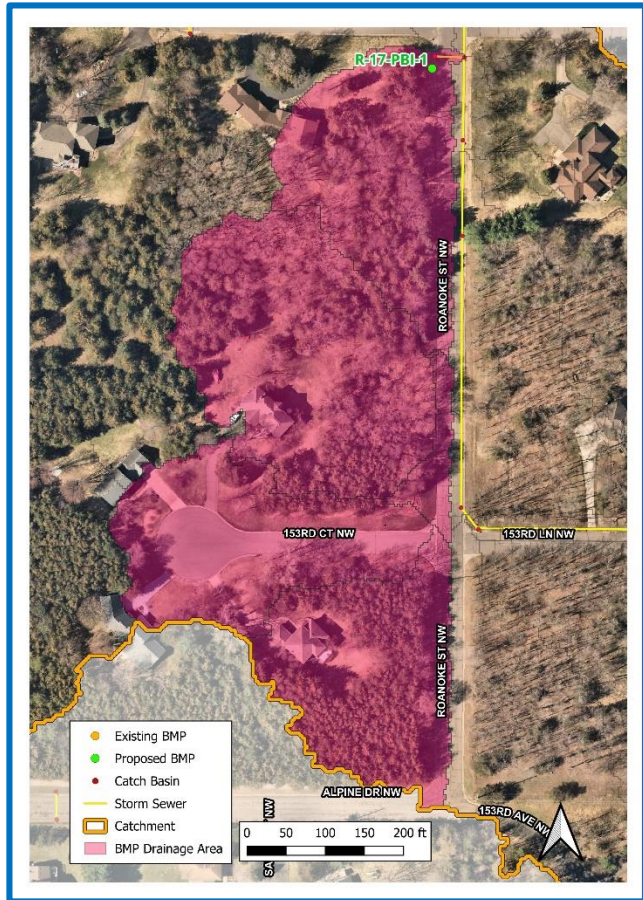 R-17-PBI-1
ROANOKE ST NW
153RD CT NW
153RD LN NW
ROANOKE ST NW
ALPINE DR NW
153RD AVE NW
Existing BMP
Proposed BMP
Catch Basin
Storm Sewer
Catchment
BMP Drainage Area
0 50 100 150 200 ft
NW